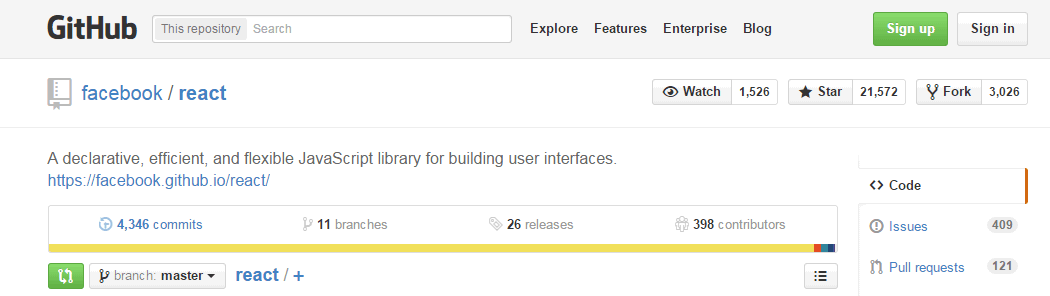 GitHub This repository Search Explore Features Enterprise Blog Sign up Sign in
facebook / react Watch 1,526 Star 21,572 Fork 3,026
A declarative, efficient, and flexible JavaScript library for building user interfaces.
https://facebook.github.io/react/
Code
4,346 commits 11 branches 26 releases 398 contributors
Issues 409
branch: master react / +
Pull requests 121